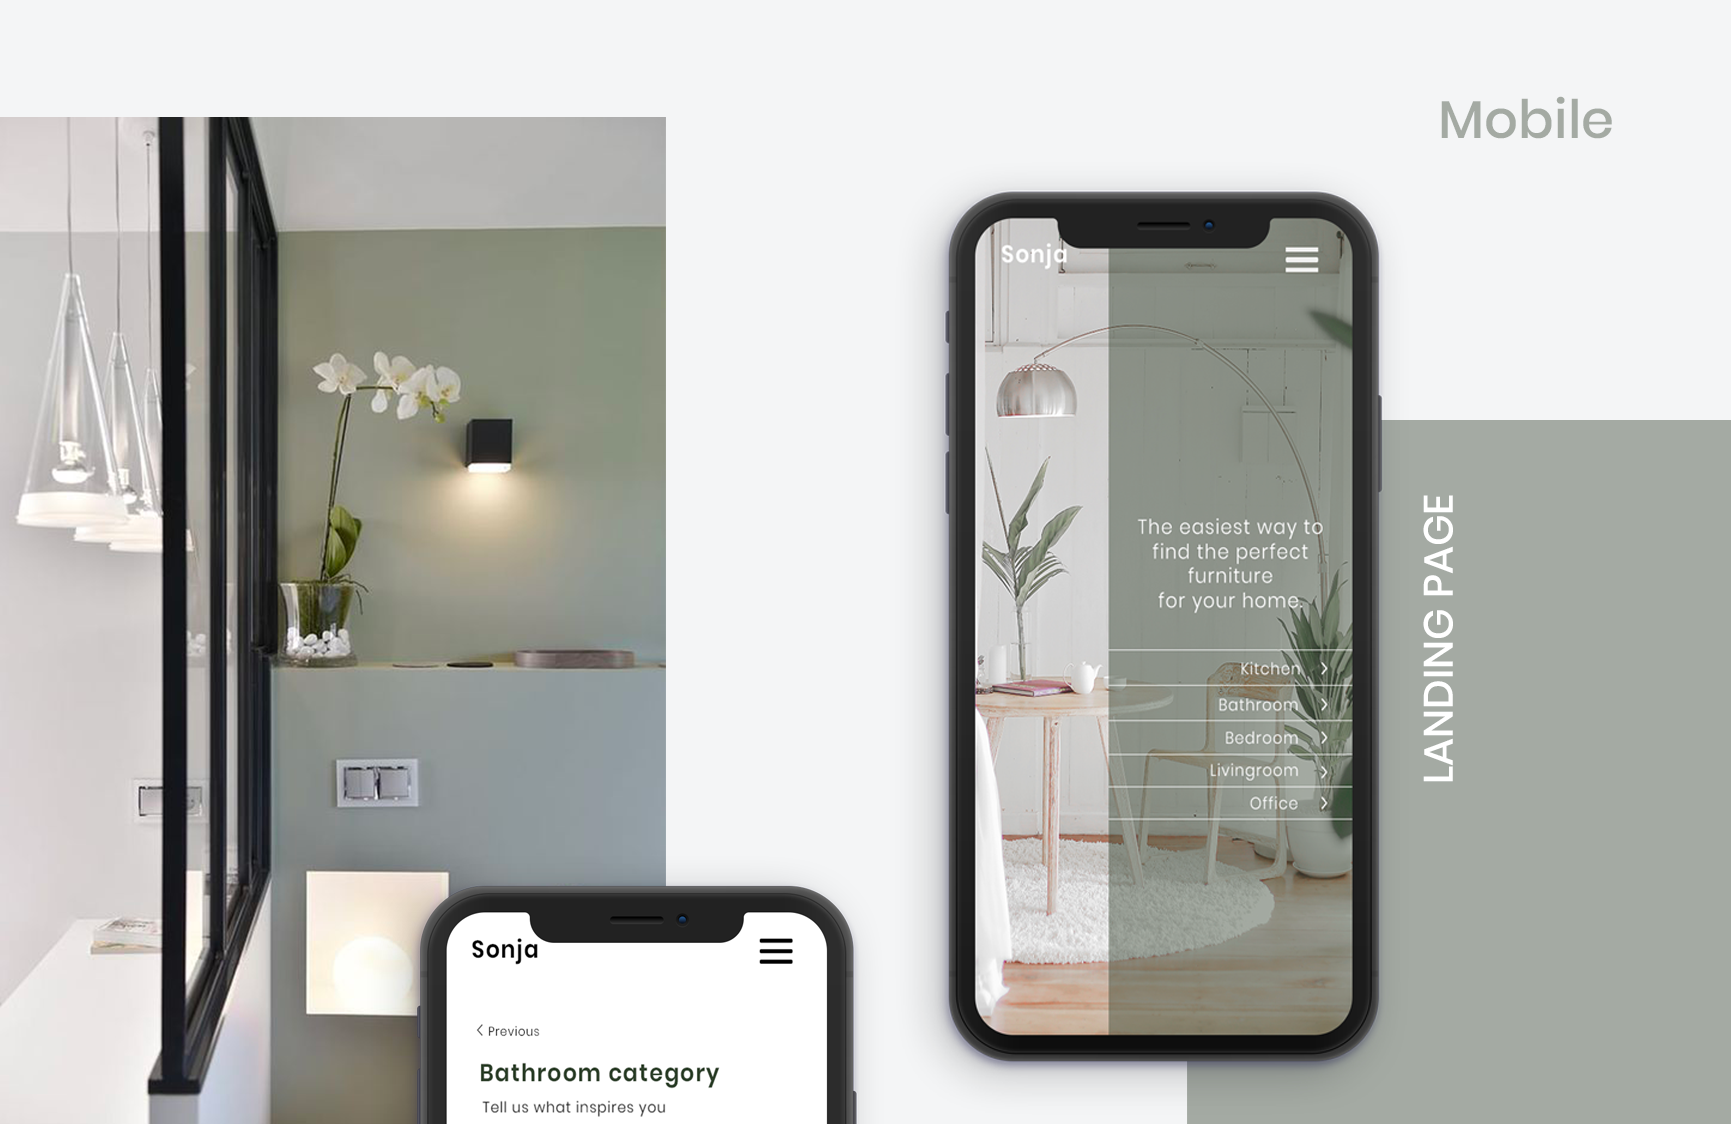 Mobile
Sonja
The easiest way to
find the perfect
furniture
for your home.
Kitchen
Bathroom
Bedroom
Livingroom
Office
LANDING PAGE
Sonja
Previous
Bathroom category
Tell us what inspires you